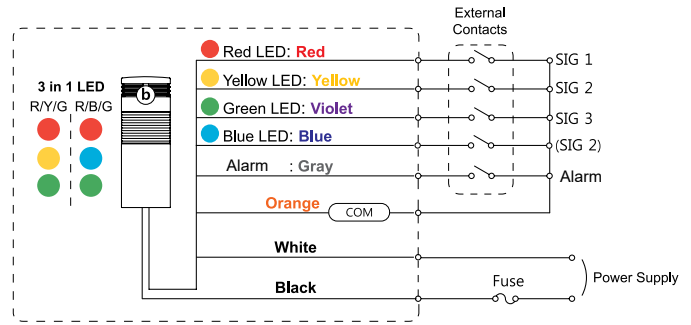 External
Contacts
Red LED: Red
SIG 1
Yellow LED: Yellow
SIG 2
3 in 1 LED
R/Y/G R/B/G
b
Green LED: Violet
SIG 3
Blue LED: Blue
(SIG 2)
Alarm : Gray
Alarm
Orange
COM
White
Black
Fuse
Power Supply